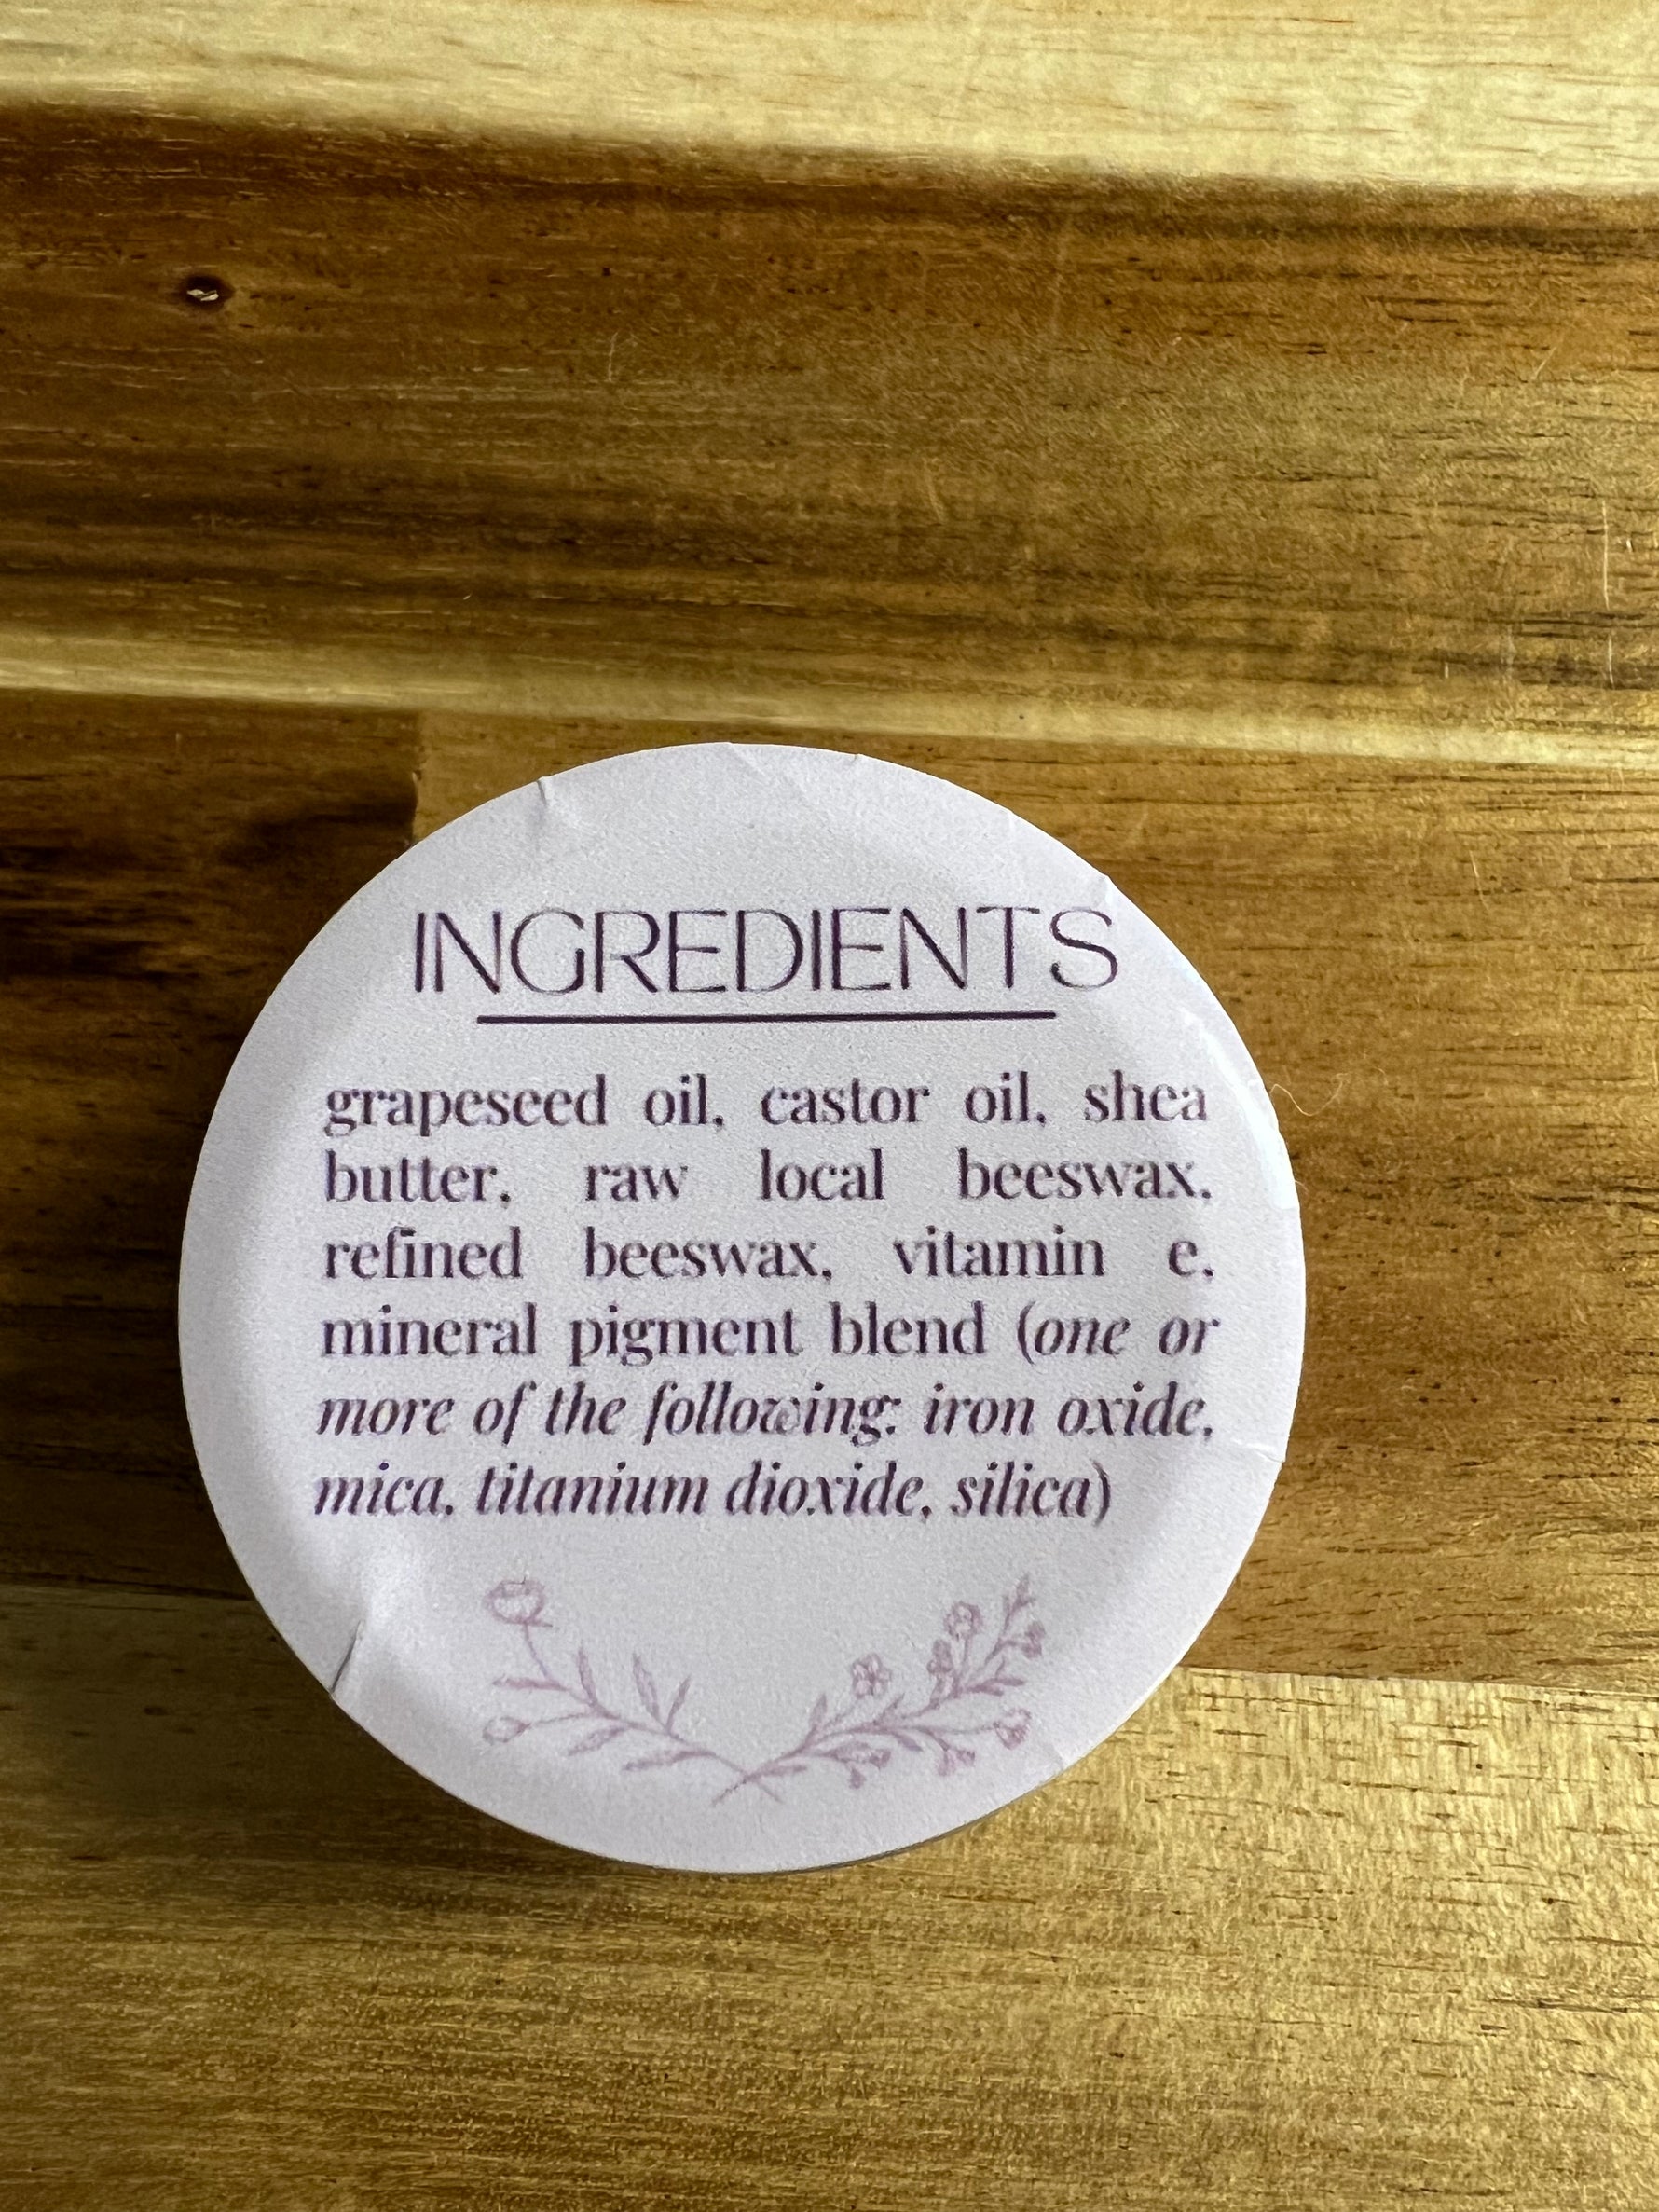 INGREDIENTS
grapeseed oil, castor oil, shea
butter, raw local beeswax,
refined beeswax, vitamin e,
mineral pigment blend (one or
more of the following: iron oxide,
mica, titanium dioxide, silica)